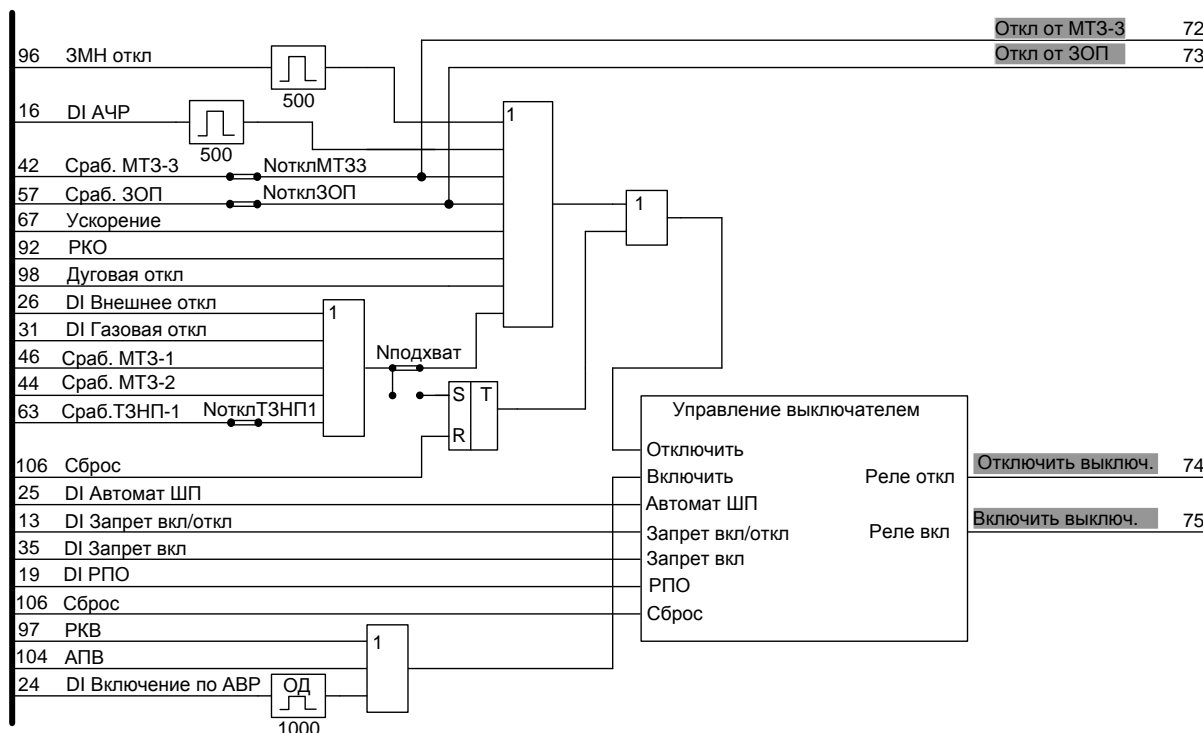 Откл от МТЗ-3 72
96 ЗМН откл
Откл от ЗОП 73
500
16 DI АЧР
1
500
42 Сраб. МТЗ-3 NотклМТЗ3
57 Сраб. ЗОП NотклЗОП
1
67 Ускорение
92 РКО
98 Дуговая откл
26 DI Внешнее откл
1
31 DI Газовая откл
46 Сраб. МТЗ-1
Nподхват
44 Сраб. МТЗ-2
S T
63 Сраб.ТЗНП-1 NотклТЗНП1
R
Управление выключателем
Отключить
106 Сброс
Включить Реле откл
Отключить выключ. 74
25 DI Автомат ШП
Автомат ШП
13 DI Запрет вкл/откл
Запрет вкл/откл Реле вкл
Включить выключ. 75
35 DI Запрет вкл
Запрет вкл
19 DI РПО
РПО
106 Сброс
Сброс
97 РКВ
1
104 АПВ
24 DI Включение по АВР
ОД
1000